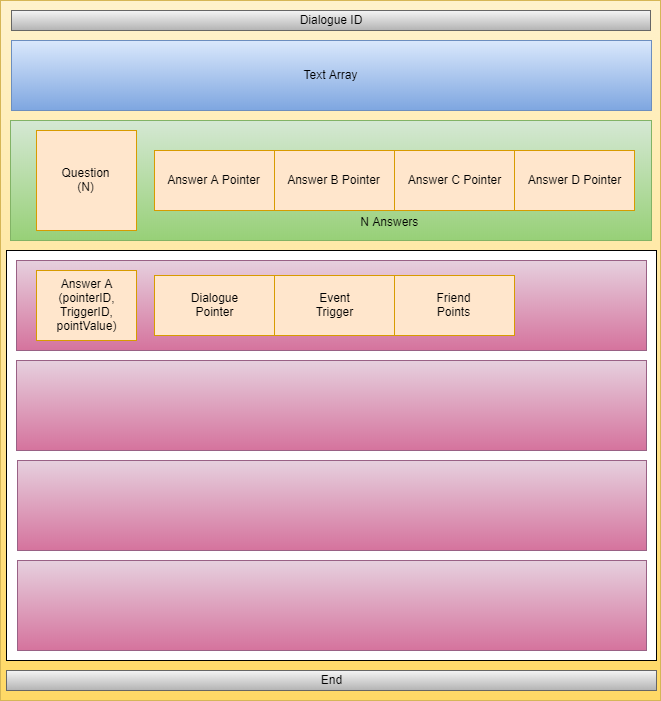 Dialogue ID
Text Array
Question
(N)
Answer A Pointer
Answer B Pointer
Answer C Pointer
Answer D Pointer
N Answers
Answer A
(pointerID,
TriggerID,
pointValue)
Dialogue
Pointer
Event
Trigger
Friend
Points
End